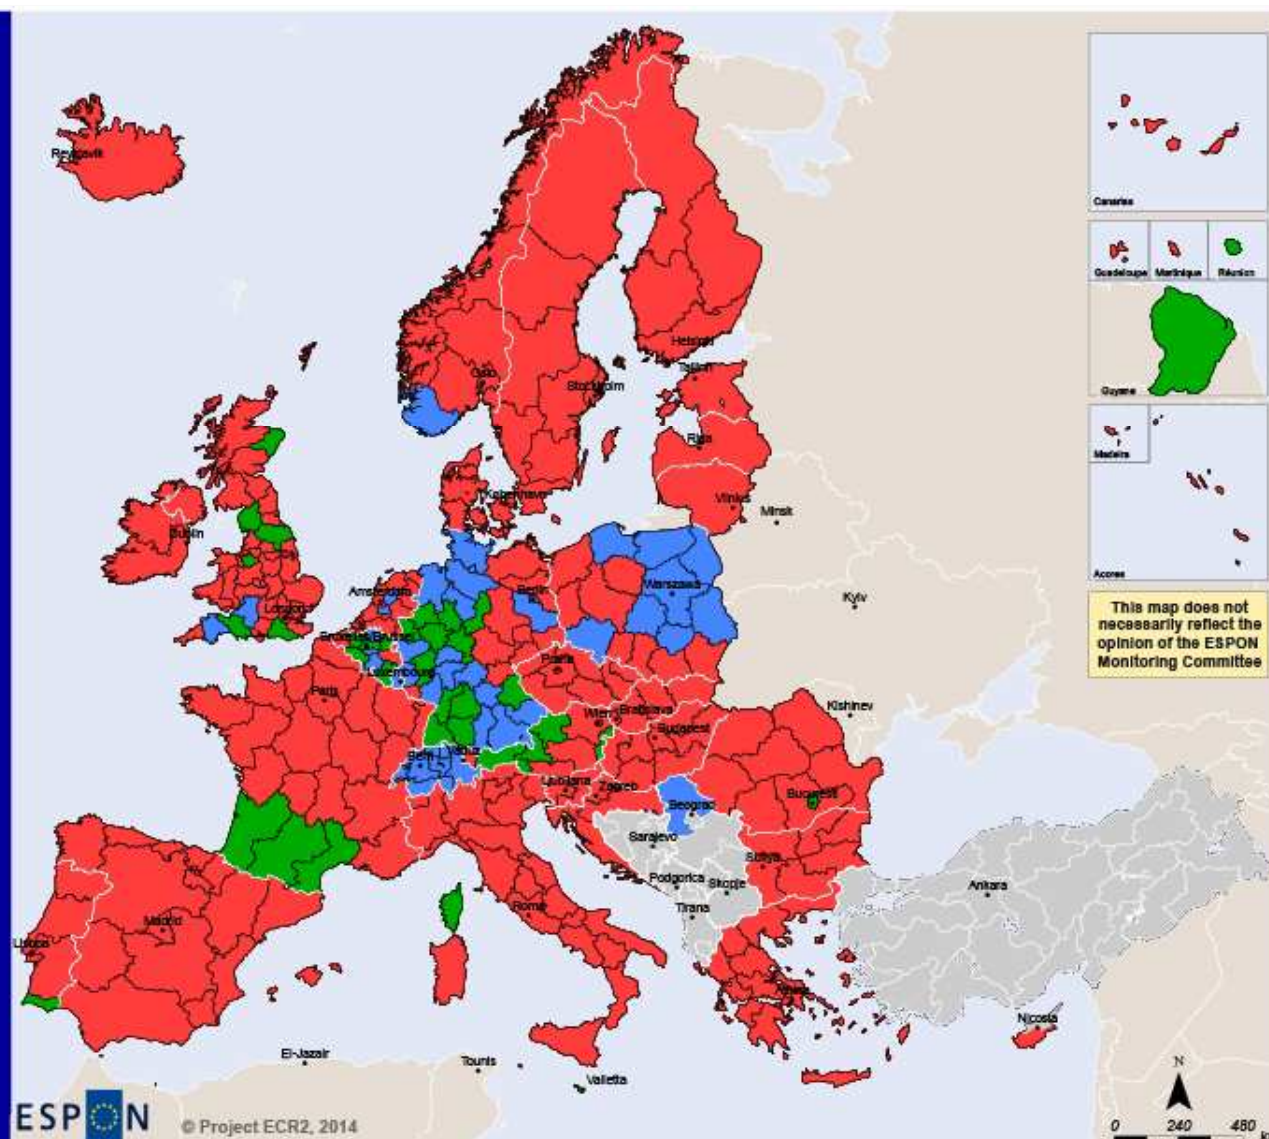 Reykjavik
Canarias
Guadeloupe
Martinique
Réunion
Guyane
Madeira
Acores
This map does not
necessarily reflect the
opinion of the ESPON
Monitoring Committee
Helsinki
Tallinn
Oslo
Stockholm
Riga
København
Vilnius
Minsk
Dublin
Amsterdam
Berlin
Warszawa
London
Kyiv
Bruxelles/Brussel
Luxembourg
Praha
Paris
Kishinev
Wien
Bratislava
Budapest
Bern
Vaduz
Ljubljana
Zagreb
Bucuresti
Beograd
Sarajevo
Sofiya
Podgorica
Skopje
Ankara
Tirana
Roma
Madrid
Lisboa
Nicosia
El-Jazair
Tounis
Valletta
ESPON
© Project ECR2, 2014
N
0 240 480